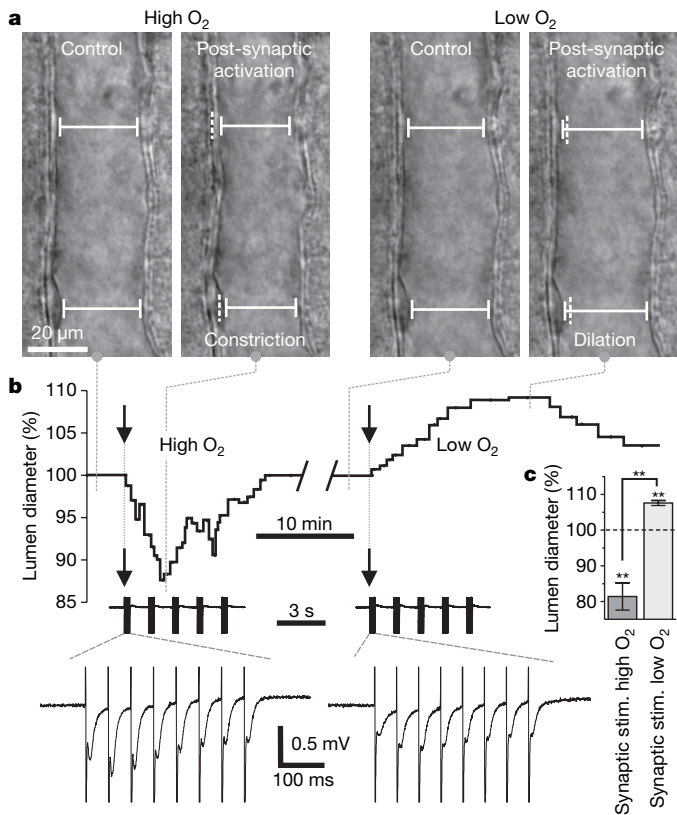 a
High O2
Low O2
Control
Post-synaptic
activation
Control
Post-synaptic
activation
20 µm
Constriction
Dilation
b
Lumen diameter (%)
110
105
100
95
90
85
High O2
Low O2
10 min
3 s
0.5 mV
100 ms
c
Lumen diameter (%)
110
100
80
**
**
**
Synaptic stim. high O2
Synaptic stim. low O2